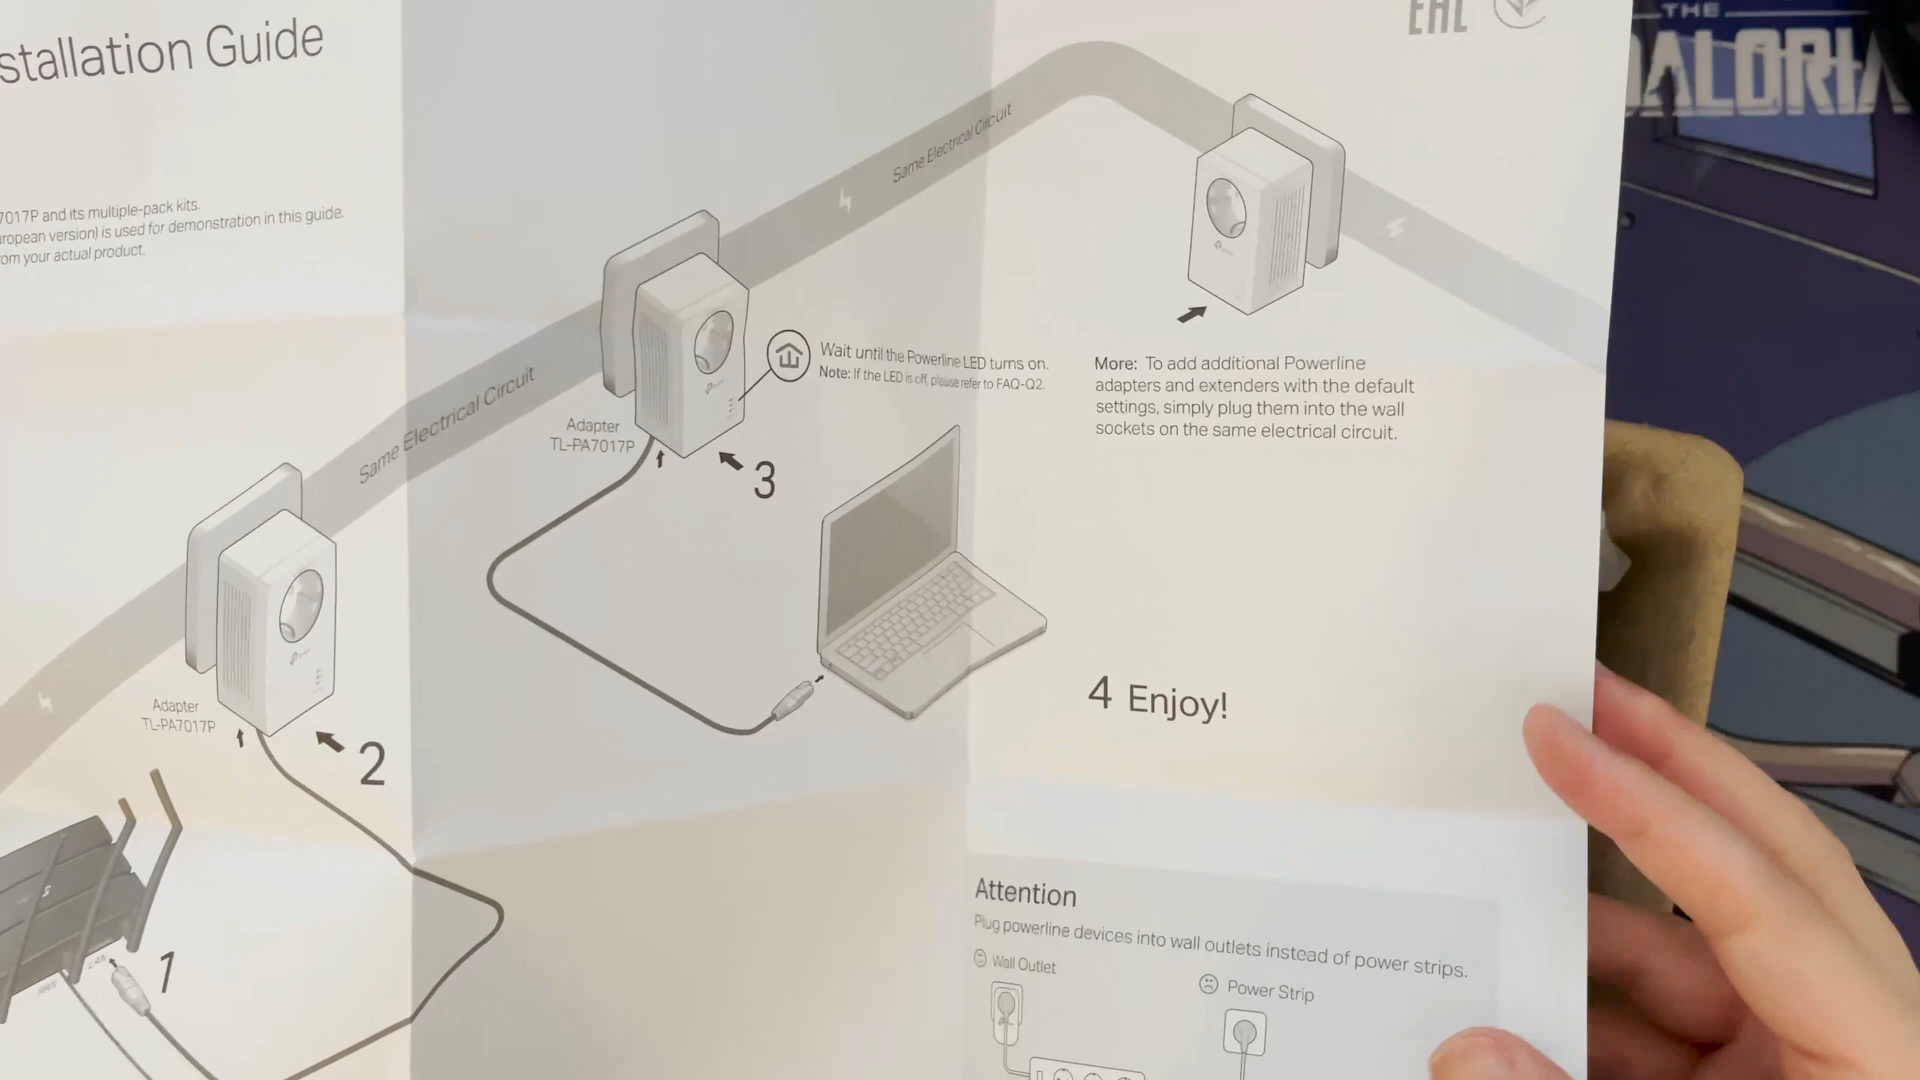 stallation Guide
7017P and its multiple-pack kits.
uropean version) is used for demonstration in this guide.
om your actual product.
EAC
THE
DALORIA
Same Electrical Circuit
Same Electrical Circuit
Wait until the Powerline LED turns on.
Note: If the LED is off, please refer to FAQ-Q2.
More: To add additional Powerline
adapters and extenders with the default
settings, simply plug them into the wall
sockets on the same electrical circuit.
Adapter
TL-PA7017P
3
Adapter
TL-PA7017P
2
4 Enjoy!
LAN
WAN
1
Attention
Plug powerline devices into wall outlets instead of power strips.
Wall Outlet
Power Strip